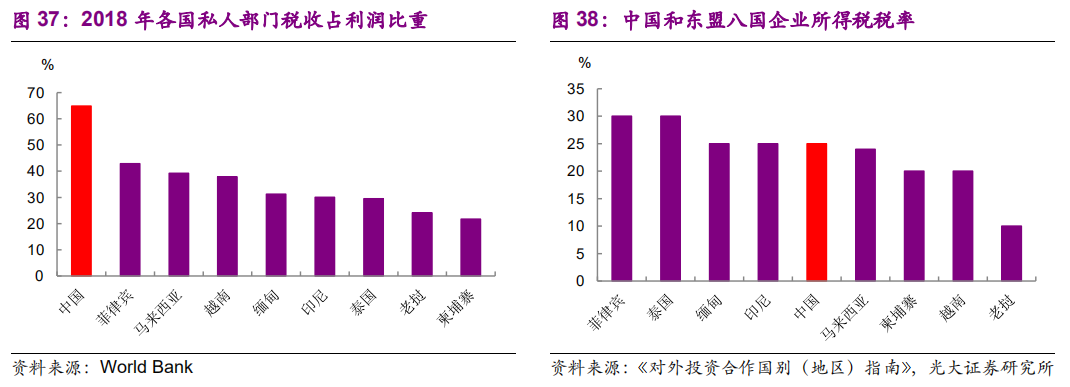 图 37：2018 年各国私人部门税收占利润比重
%
70
60
50
40
30
20
10
0
中国
菲律宾
马来西亚
越南
缅甸
印尼
泰国
老挝
柬埔寨
资料来源：World Bank
图 38：中国和东盟八国企业所得税税率
%
35
30
25
20
15
10
5
0
菲律宾
泰国
缅甸
印尼
中国
马来西亚
柬埔寨
越南
老挝
资料来源：《对外投资合作国别（地区）指南》，光大证券研究所